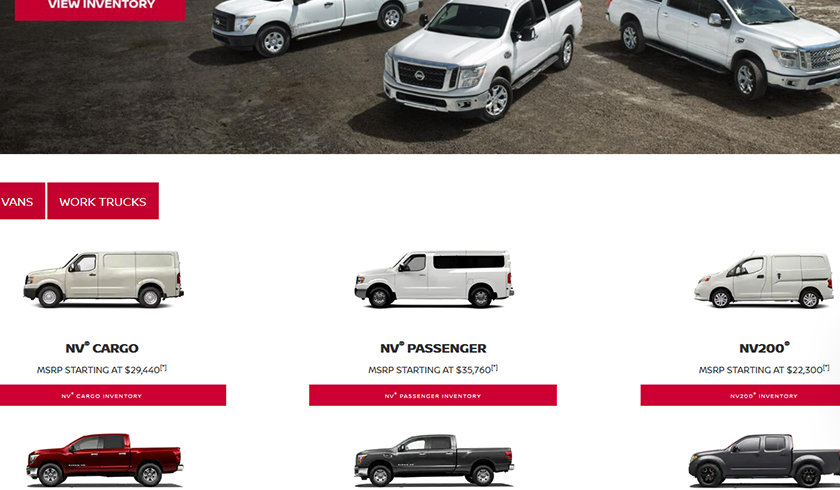 VIEW INVENTORY
VANS
WORK TRUCKS
NV® CARGO
NV® PASSENGER
NV200®
MSRP STARTING AT $29,440[*]
MSRP STARTING AT $35,760[*]
MSRP STARTING AT $22,300[*]
NV® CARGO INVENTORY
NV® PASSENGER INVENTORY
NV200® INVENTORY